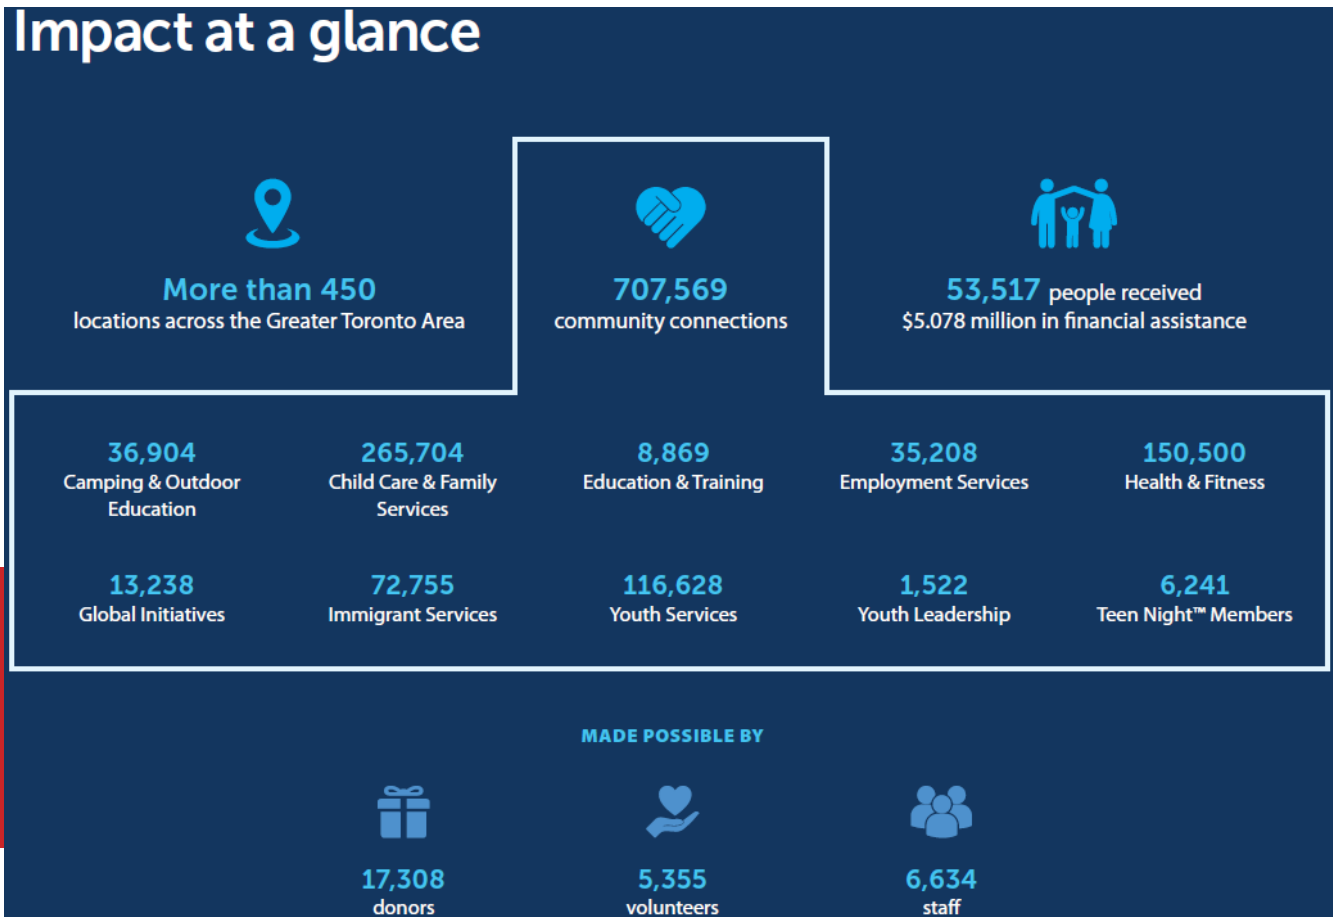 Impact at a glance
More than 450
locations across the Greater Toronto Area
707,569
community connections
53,517 people received
$5.078 million in financial assistance
36,904
Camping & Outdoor
Education
265,704
Child Care & Family
Services
8,869
Education & Training
35,208
Employment Services
150,500
Health & Fitness
13,238
Global Initiatives
72,755
Immigrant Services
116,628
Youth Services
1,522
Youth Leadership
6,241
Teen Night™ Members
MADE POSSIBLE BY
17,308
donors
5,355
volunteers
6,634
staff